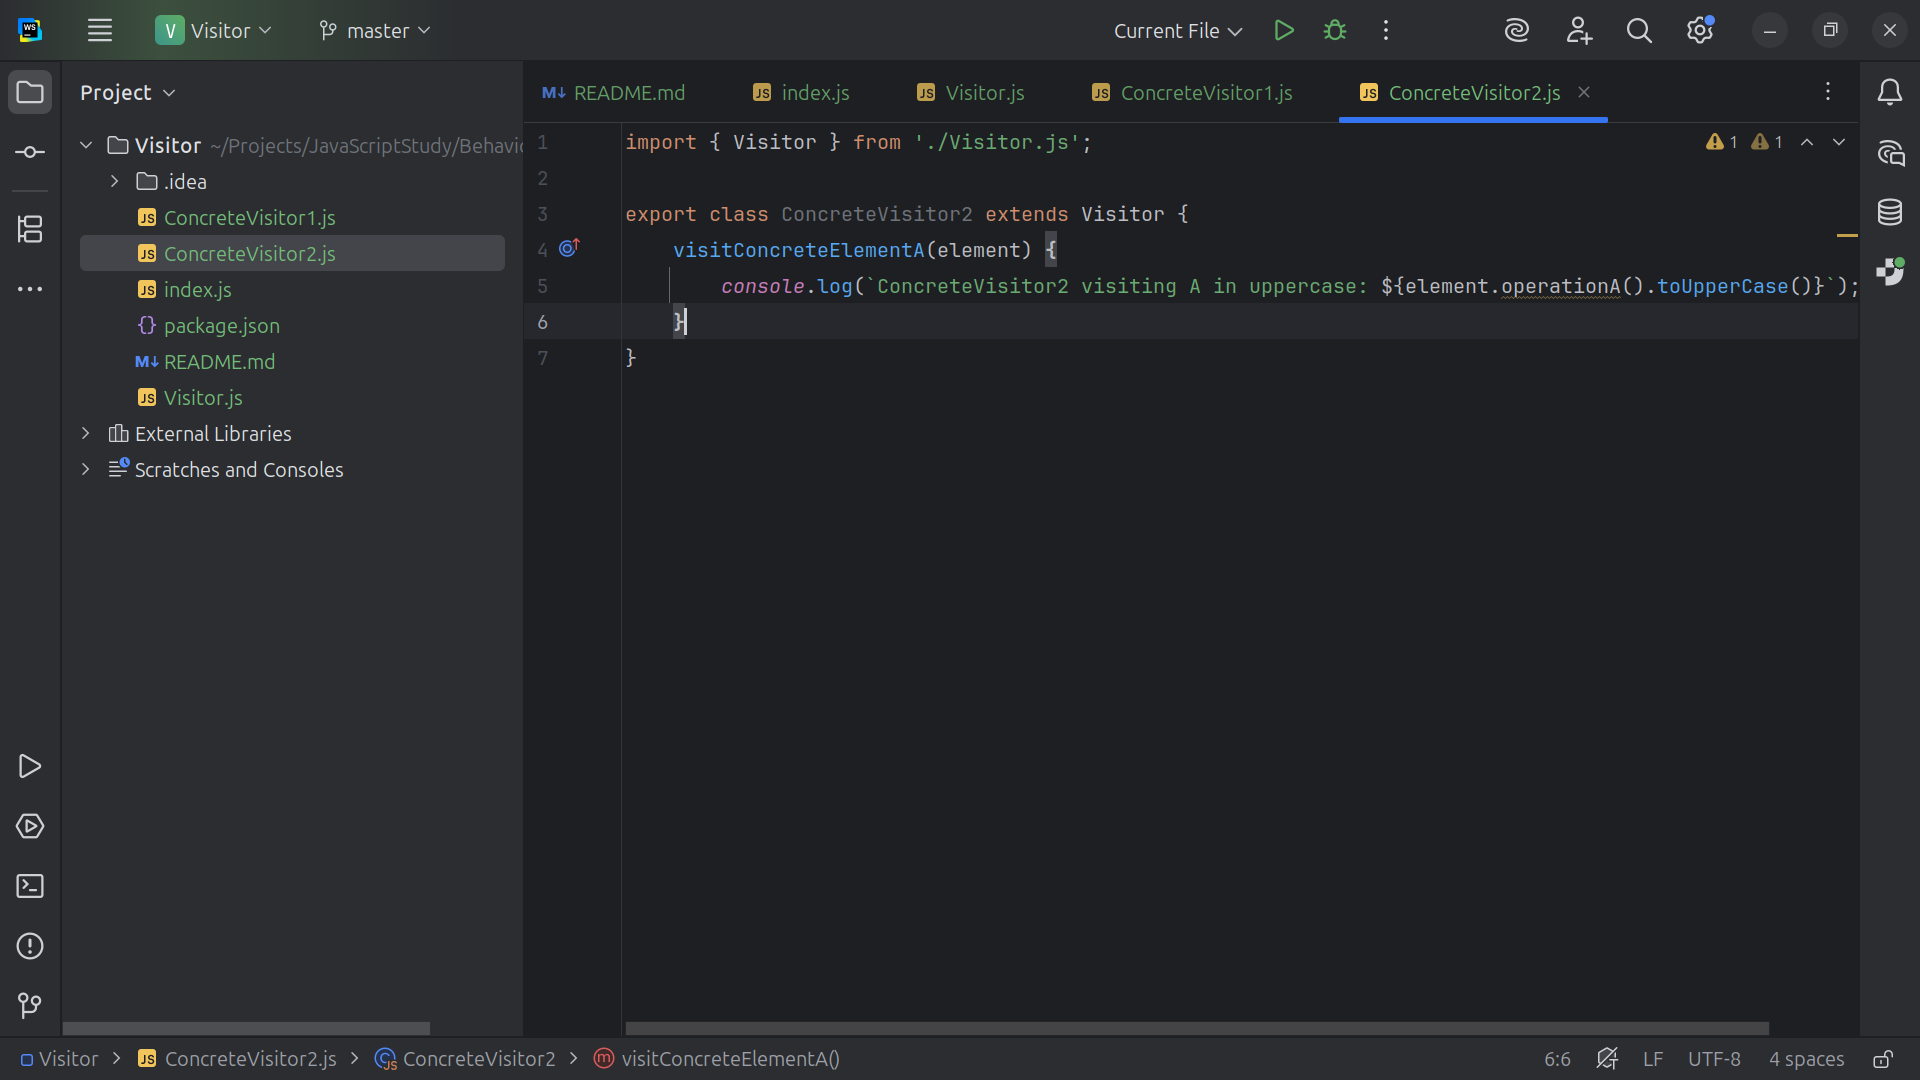 WS
V Visitor
master
Current File
Project
README.md
index.js
Visitor.js
ConcreteVisitor1.js
ConcreteVisitor2.js
Visitor ~/Projects/JavaScriptStudy/Behavio
.idea
ConcreteVisitor1.js
ConcreteVisitor2.js
index.js
package.json
README.md
Visitor.js
External Libraries
Scratches and Consoles
1 import { Visitor } from './Visitor.js';
2
3 export class ConcreteVisitor2 extends Visitor {
4 visitConcreteElementA(element) {
5 console.log(`ConcreteVisitor2 visiting A in uppercase: ${element.operationA().toUpperCase()}`);
6 }
7 }
1 1
Visitor > ConcreteVisitor2.js > ConcreteVisitor2 > visitConcreteElementA()
6:6 LF UTF-8 4 spaces